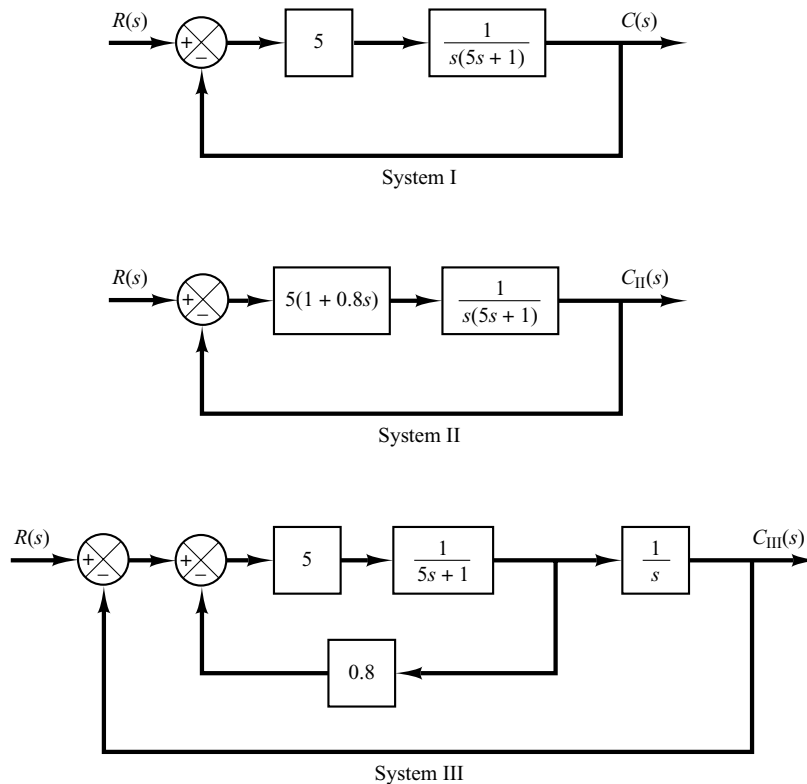 R(s) + − 5 1/s(5s + 1) C(s)
System I
R(s) + − 5(1 + 0.8s) 1/s(5s + 1) C_II(s)
System II
R(s) + − + − 5 1/5s + 1 1/s C_III(s)
0.8
System III